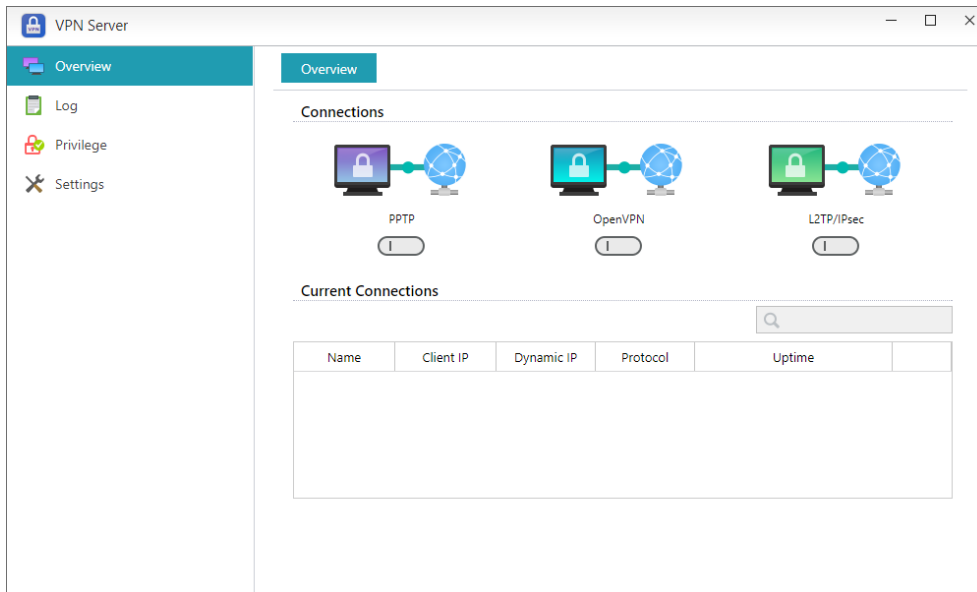 VPN Server
Overview
Log
Privilege
Settings
Overview
Connections
PPTP OpenVPN L2TP/IPsec
Current Connections
Name Client IP Dynamic IP Protocol Uptime